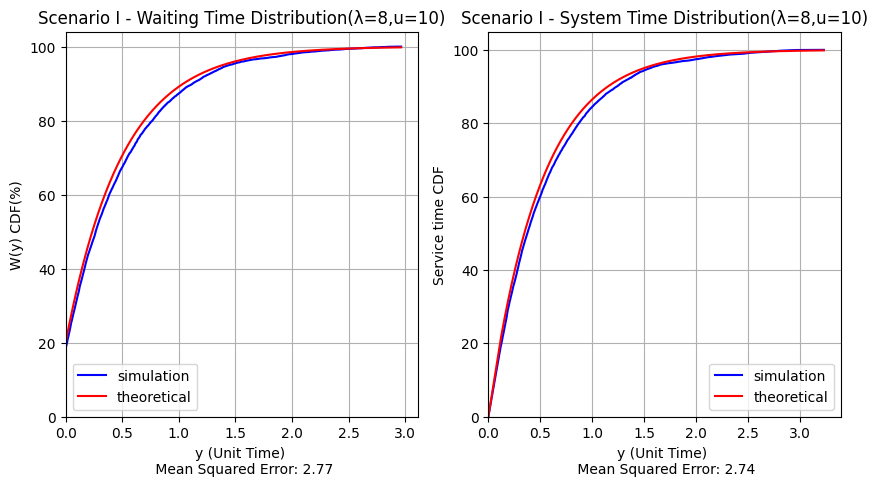 Scenario I - Waiting Time Distribution(λ=8,u=10)
W(y) CDF(%)
100
80
60
40
20
0
simulation
theoretical
0.0 0.5 1.0 1.5 2.0 2.5 3.0
y (Unit Time)
Mean Squared Error: 2.77
Scenario I - System Time Distribution(λ=8,u=10)
Service time CDF
100
80
60
40
20
0
simulation
theoretical
0.0 0.5 1.0 1.5 2.0 2.5 3.0
y (Unit Time)
Mean Squared Error: 2.74